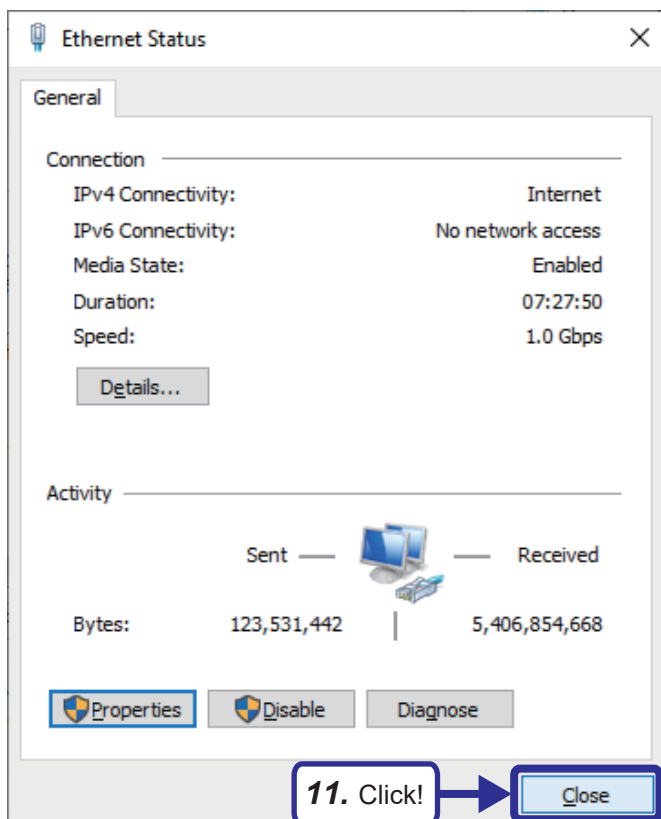 Ethernet Status
General
Connection
IPv4 Connectivity: Internet
IPv6 Connectivity: No network access
Media State: Enabled
Duration: 07:27:50
Speed: 1.0 Gbps
Details...
Activity
Sent Received
Bytes: 123,531,442 5,406,854,668
Properties Disable Diagnose
11. Click! Close